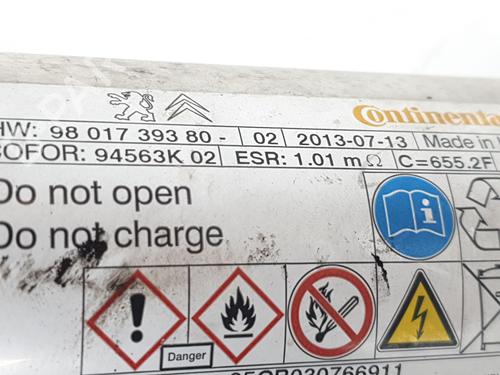 Continental
HW: 98 017 393 80 - 02 2013-07-13 Made in
SOFOR: 94563K 02 ESR: 1.01 mΩ C=655.2F
Do not open
Do not charge
Danger